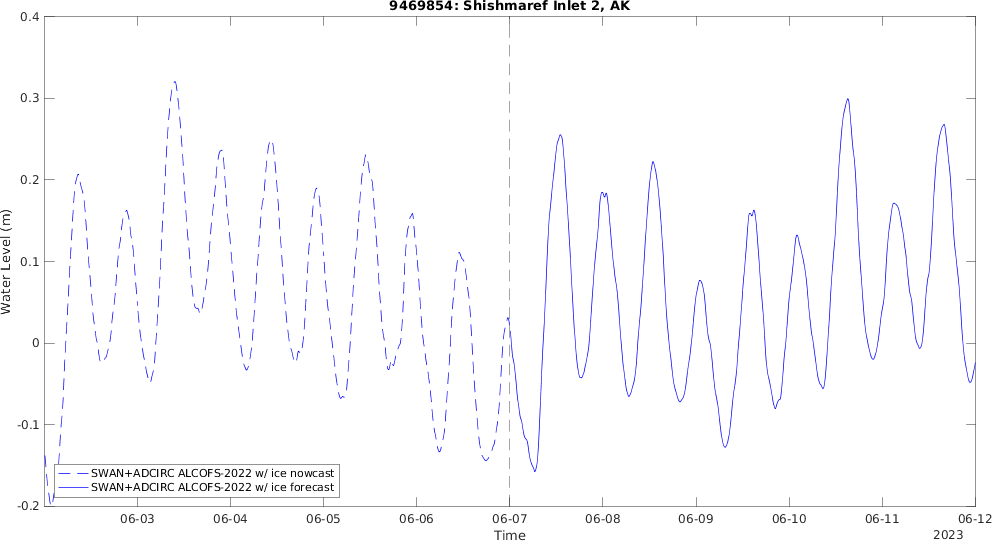 9469854: Shishmaref Inlet 2, AK
0.4
0.3
0.2
0.1
0
-0.1
-0.2
Water Level (m)
SWAN+ADCIRC ALCOFS-2022 w/ ice nowcast
SWAN+ADCIRC ALCOFS-2022 w/ ice forecast
06-03 06-04 06-05 06-06 06-07 06-08 06-09 06-10 06-11 06-12
Time
2023